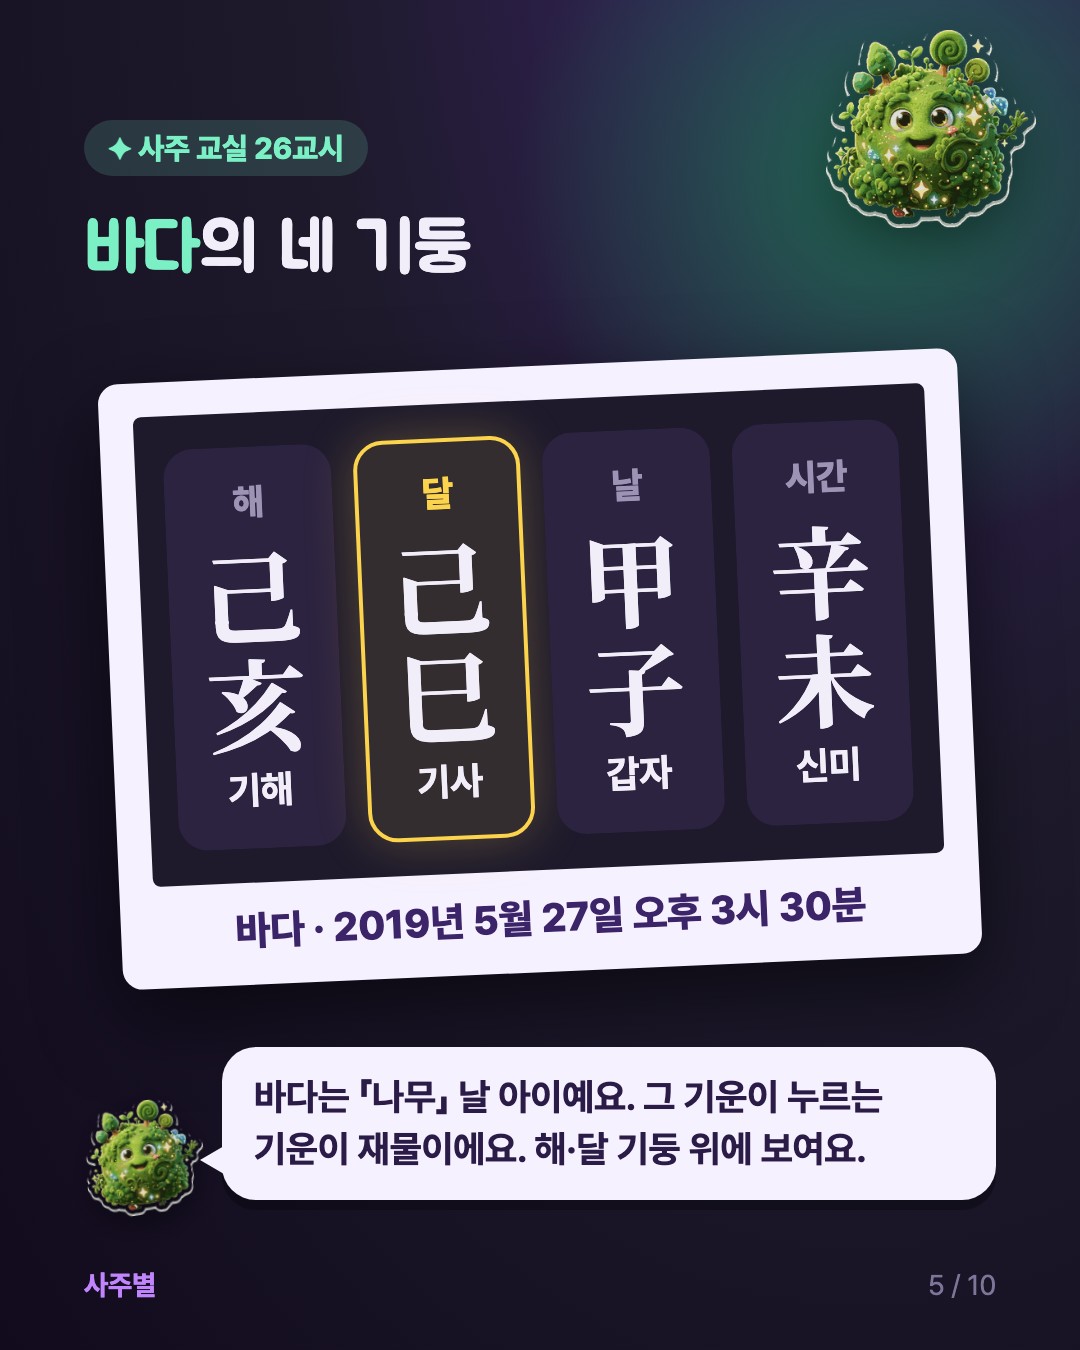 ✦ 사주 교실 26교시
바다의 네 기둥
해 달 날 시간
己 己 甲 辛
亥 巳 子 未
기해 기사 갑자 신미
바다 · 2019년 5월 27일 오후 3시 30분
바다는 「나무」 날 아이예요. 그 기운이 누르는
기운이 재물이에요. 해·달 기둥 위에 보여요.
사주별
5 / 10